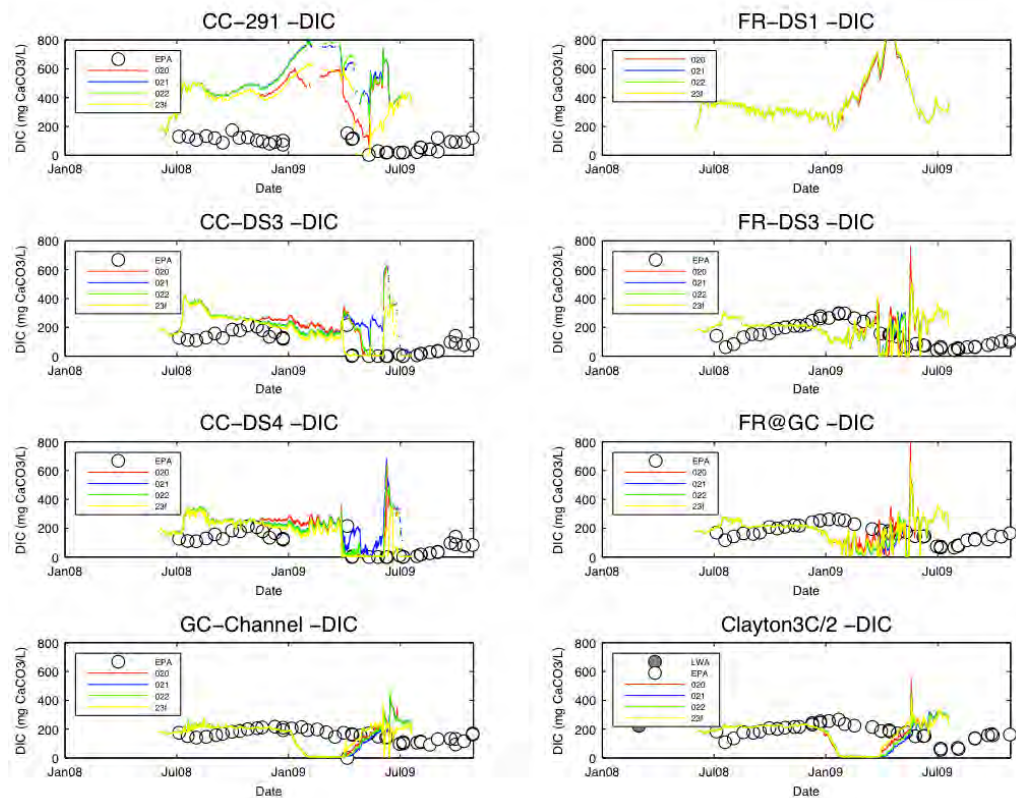 CC-291 -DIC
DIC (mg CaCO3/L)
800
600
400
200
0
EPA
020
021
022
23f
Jan08 Jul08 Jan09 Jul09
Date
FR-DS1 -DIC
DIC (mg CaCO3/L)
800
600
400
200
0
020
021
022
23f
Jan08 Jul08 Jan09 Jul09
Date
CC-DS3 -DIC
DIC (mg CaCO3/L)
800
600
400
200
0
EPA
020
021
022
23f
Jan08 Jul08 Jan09 Jul09
Date
FR-DS3 -DIC
DIC (mg CaCO3/L)
800
600
400
200
0
EPA
020
021
022
23f
Jan08 Jul08 Jan09 Jul09
Date
CC-DS4 -DIC
DIC (mg CaCO3/L)
800
600
400
200
0
EPA
020
021
022
23f
Jan08 Jul08 Jan09 Jul09
Date
FR@GC -DIC
DIC (mg CaCO3/L)
800
600
400
200
0
EPA
020
021
022
23f
Jan08 Jul08 Jan09 Jul09
Date
GC-Channel -DIC
DIC (mg CaCO3/L)
800
600
400
200
0
EPA
020
021
022
23f
Jan08 Jul08 Jan09 Jul09
Date
Clayton3C/2 -DIC
DIC (mg CaCO3/L)
800
600
400
200
0
LWA
EPA
020
021
022
23f
Jan08 Jul08 Jan09 Jul09
Date